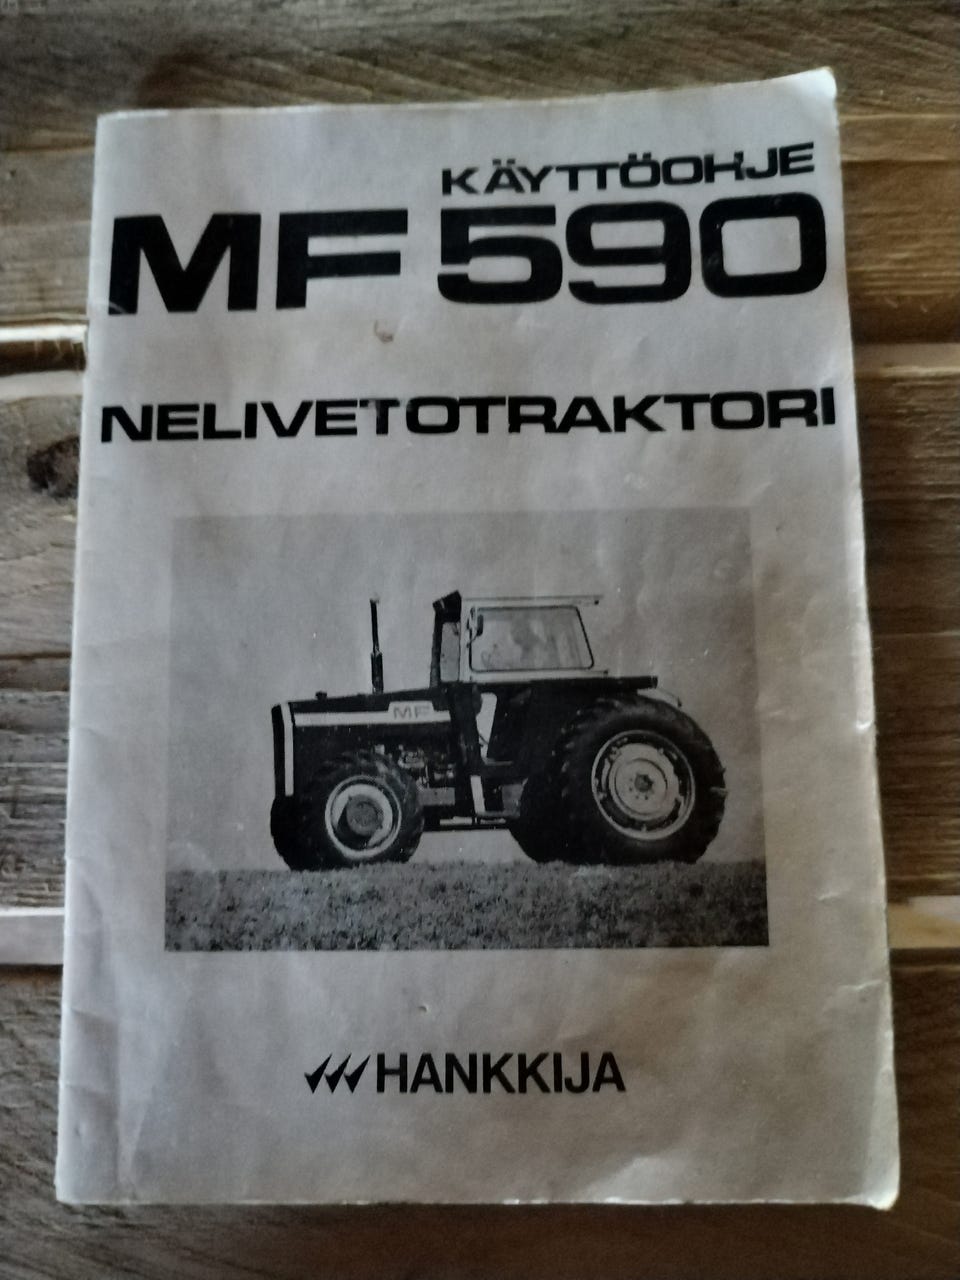 KÄYTTÖOHJE
MF 590
NELIVETOTRAKTORI
MF
HANKKIJA